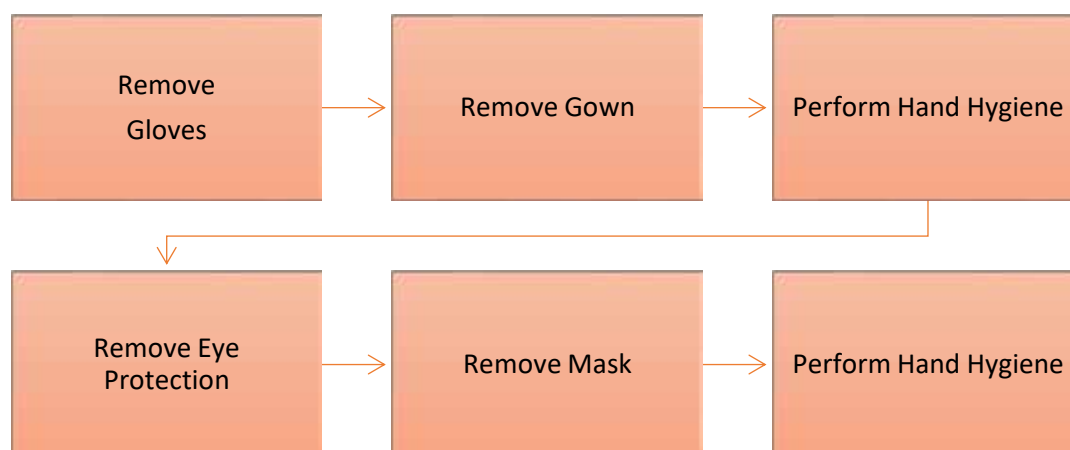 Remove
Gloves
Remove Gown
Perform Hand Hygiene
Remove Eye
Protection
Remove Mask
Perform Hand Hygiene